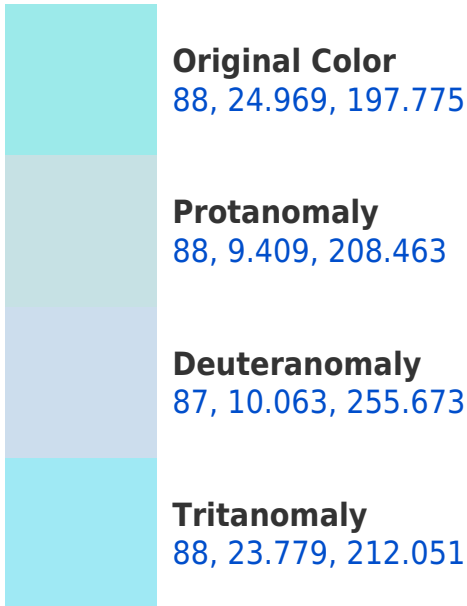 Original Color
88, 24.969, 197.775
Protanomaly
88, 9.409, 208.463
Deuteranomaly
87, 10.063, 255.673
Tritanomaly
88, 23.779, 212.051